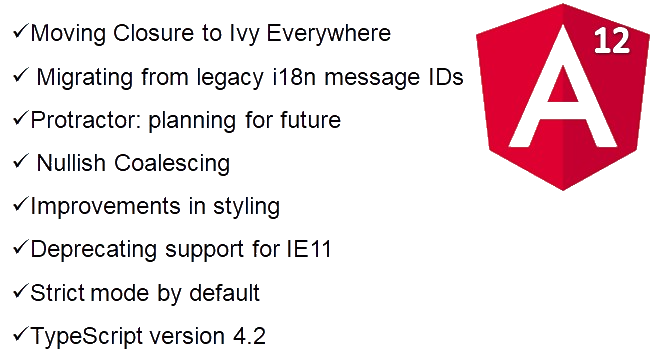 ✓Moving Closure to Ivy Everywhere
✓ Migrating from legacy i18n message IDs
✓Protractor: planning for future
✓ Nullish Coalescing
✓Improvements in styling
✓Deprecating support for IE11
✓Strict mode by default
✓TypeScript version 4.2
A 12